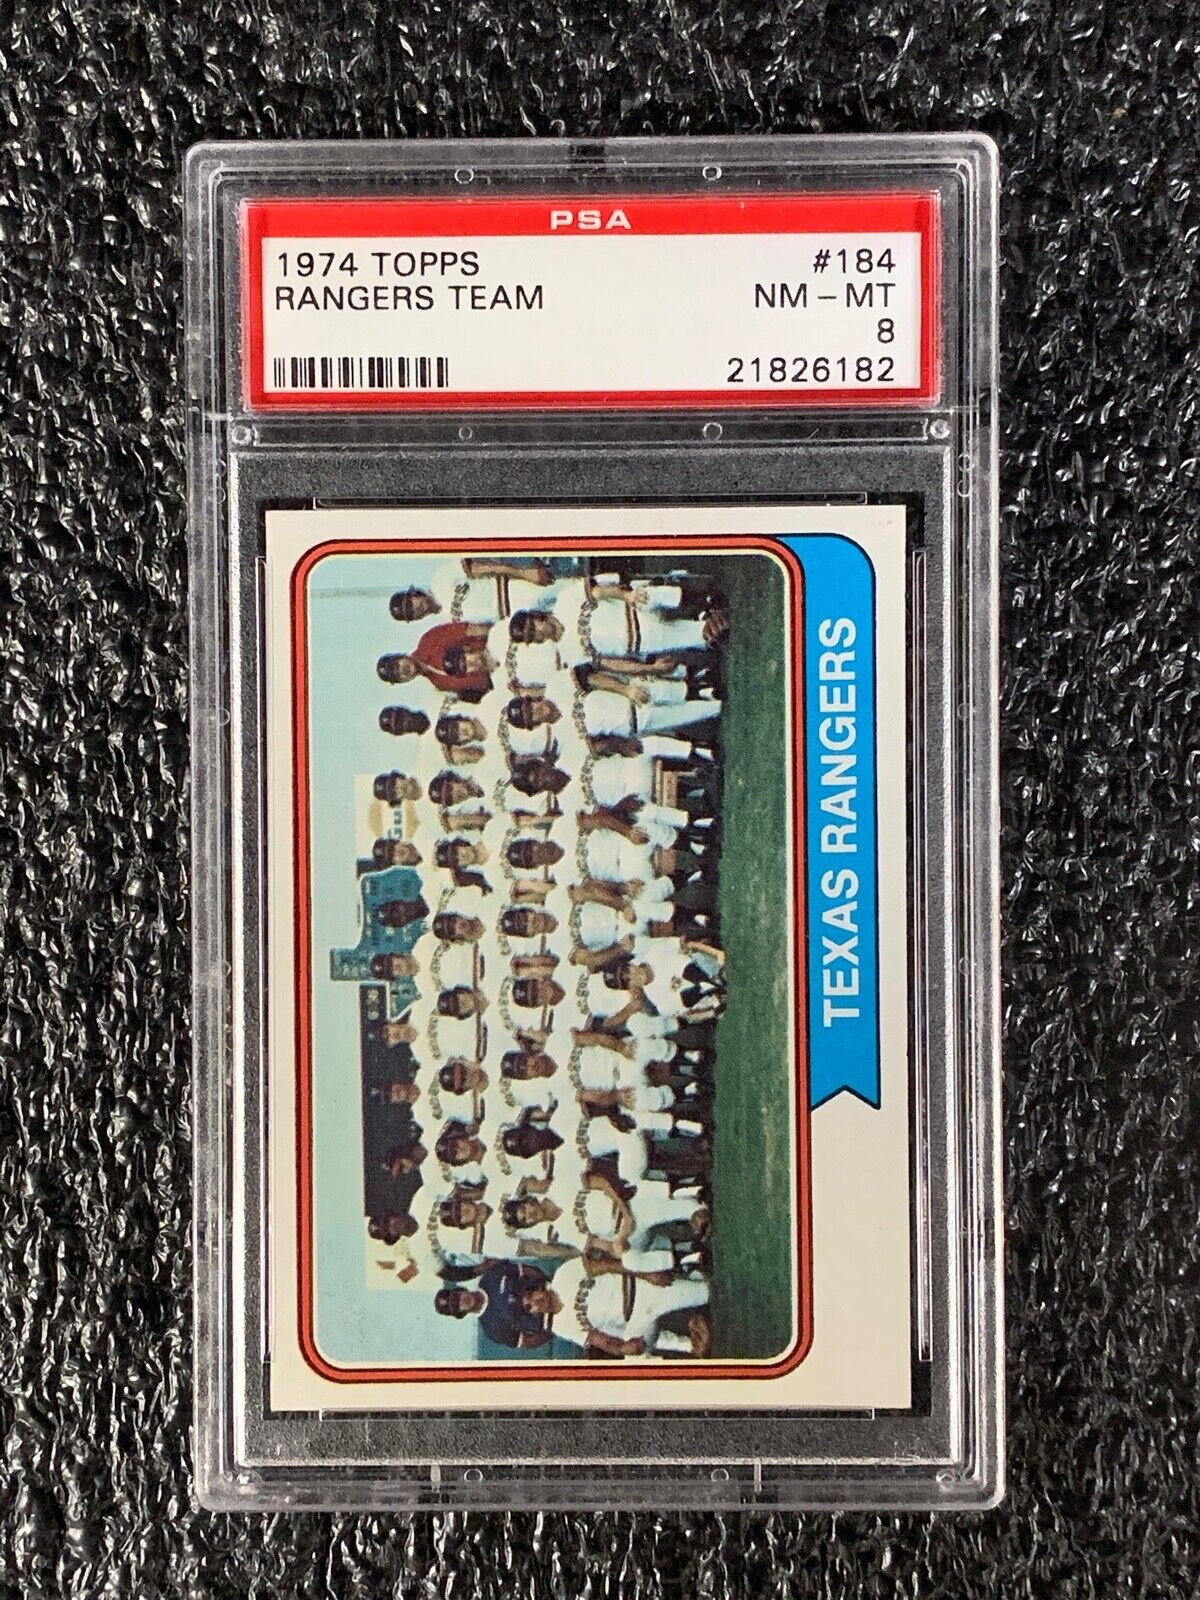 PSA
1974 TOPPS #184
RANGERS TEAM NM - MT
8
21826182
TEXAS RANGERS